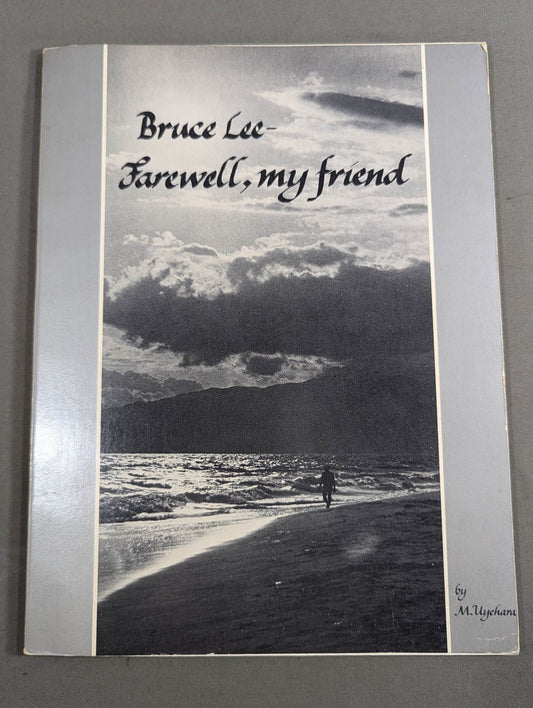 Bruce Lee-
Farewell, my friend
by
M. Uyehara